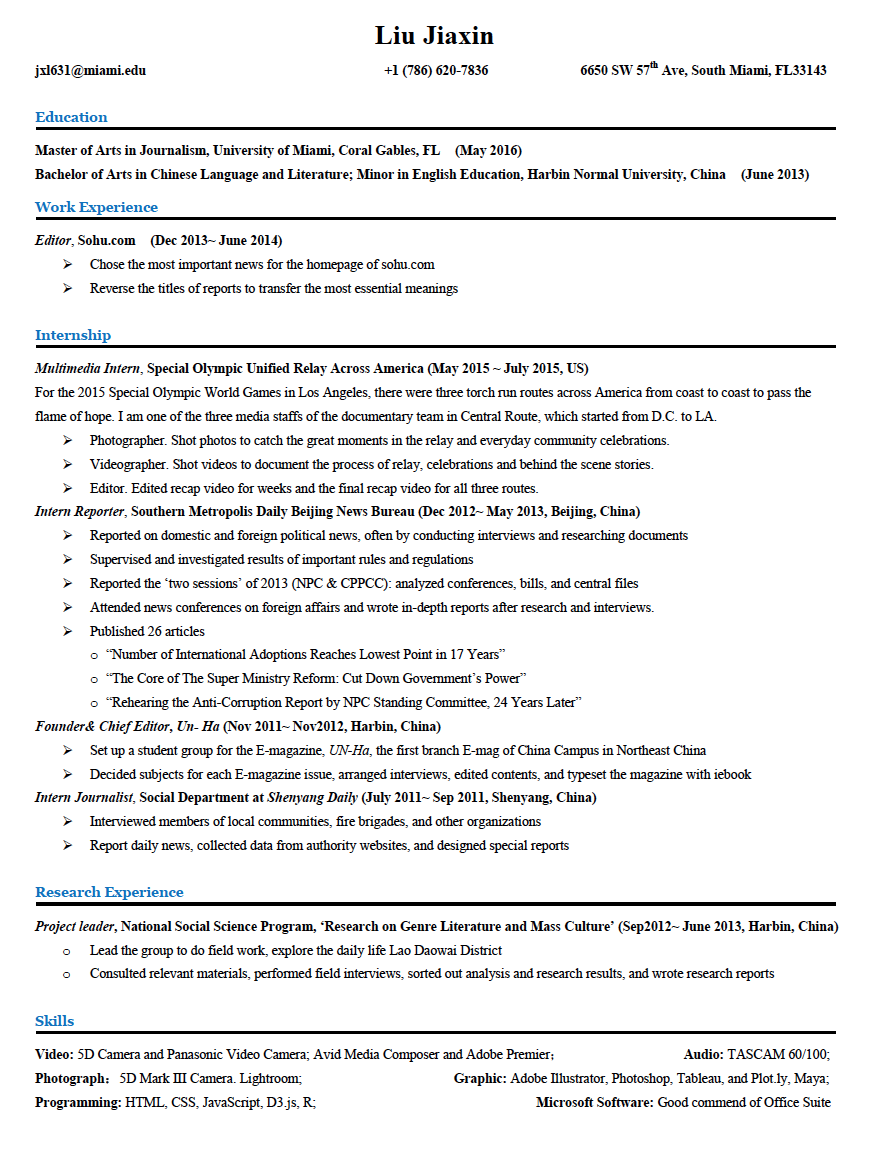 Liu Jiaxin
jxl631@miami.edu +1 (786) 620-7836 6650 SW 57th Ave, South Miami, FL33143
Education
Master of Arts in Journalism, University of Miami, Coral Gables, FL (May 2016)
Bachelor of Arts in Chinese Language and Literature; Minor in English Education, Harbin Normal University, China (June 2013)
Work Experience
Editor, Sohu.com (Dec 2013~ June 2014)
➢ Chose the most important news for the homepage of sohu.com
➢ Reverse the titles of reports to transfer the most essential meanings
Internship
Multimedia Intern, Special Olympic Unified Relay Across America (May 2015 ~ July 2015, US)
For the 2015 Special Olympic World Games in Los Angeles, there were three torch run routes across America from coast to coast to pass the
flame of hope. I am one of the three media staffs of the documentary team in Central Route, which started from D.C. to LA.
➢ Photographer. Shot photos to catch the great moments in the relay and everyday community celebrations.
➢ Videographer. Shot videos to document the process of relay, celebrations and behind the scene stories.
➢ Editor. Edited recap video for weeks and the final recap video for all three routes.
Intern Reporter, Southern Metropolis Daily Beijing News Bureau (Dec 2012~ May 2013, Beijing, China)
➢ Reported on domestic and foreign political news, often by conducting interviews and researching documents
➢ Supervised and investigated results of important rules and regulations
➢ Reported the ‘two sessions’ of 2013 (NPC & CPPCC): analyzed conferences, bills, and central files
➢ Attended news conferences on foreign affairs and wrote in-depth reports after research and interviews.
➢ Published 26 articles
o “Number of International Adoptions Reaches Lowest Point in 17 Years”
o “The Core of The Super Ministry Reform: Cut Down Government’s Power”
o “Rehearing the Anti-Corruption Report by NPC Standing Committee, 24 Years Later”
Founder& Chief Editor, Un- Ha (Nov 2011~ Nov2012, Harbin, China)
➢ Set up a student group for the E-magazine, UN-Ha, the first branch E-mag of China Campus in Northeast China
➢ Decided subjects for each E-magazine issue, arranged interviews, edited contents, and typeset the magazine with iebook
Intern Journalist, Social Department at Shenyang Daily (July 2011~ Sep 2011, Shenyang, China)
➢ Interviewed members of local communities, fire brigades, and other organizations
➢ Report daily news, collected data from authority websites, and designed special reports
Research Experience
Project leader, National Social Science Program, ‘Research on Genre Literature and Mass Culture’ (Sep2012~ June 2013, Harbin, China)
o Lead the group to do field work, explore the daily life Lao Daowai District
o Consulted relevant materials, performed field interviews, sorted out analysis and research results, and wrote research reports
Skills
Video: 5D Camera and Panasonic Video Camera; Avid Media Composer and Adobe Premier; Audio: TASCAM 60/100;
Photograph: 5D Mark III Camera. Lightroom; Graphic: Adobe Illustrator, Photoshop, Tableau, and Plot.ly, Maya;
Programming: HTML, CSS, JavaScript, D3.js, R; Microsoft Software: Good commend of Office Suite